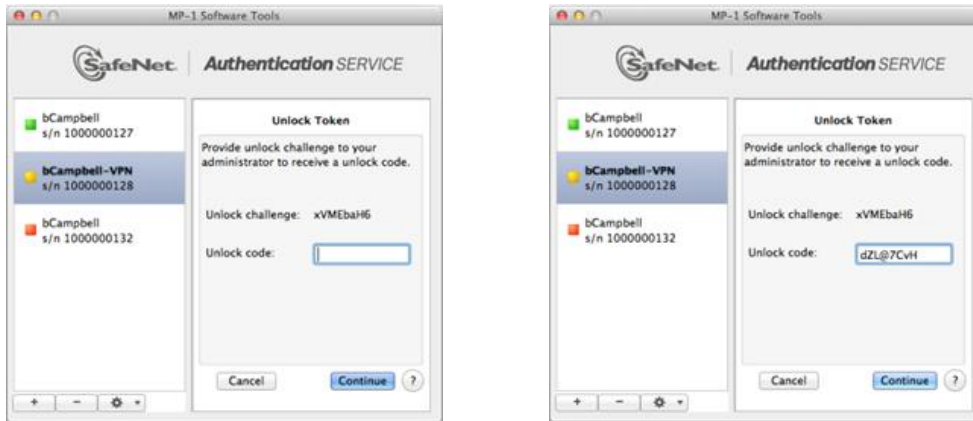 MP-1 Software Tools
SafeNet. Authentication SERVICE
bCampbell
s/n 1000000127
bCampbell-VPN
s/n 1000000128
bCampbell
s/n 1000000132
Unlock Token
Provide unlock challenge to your
administrator to receive a unlock code.
Unlock challenge: xVMEbaH6
Unlock code:
Cancel
Continue
?
+
-
MP-1 Software Tools
SafeNet. Authentication SERVICE
bCampbell
s/n 1000000127
bCampbell-VPN
s/n 1000000128
bCampbell
s/n 1000000132
Unlock Token
Provide unlock challenge to your
administrator to receive a unlock code.
Unlock challenge: xVMEbaH6
Unlock code: dZL@7CvH
Cancel
Continue
?
+
-